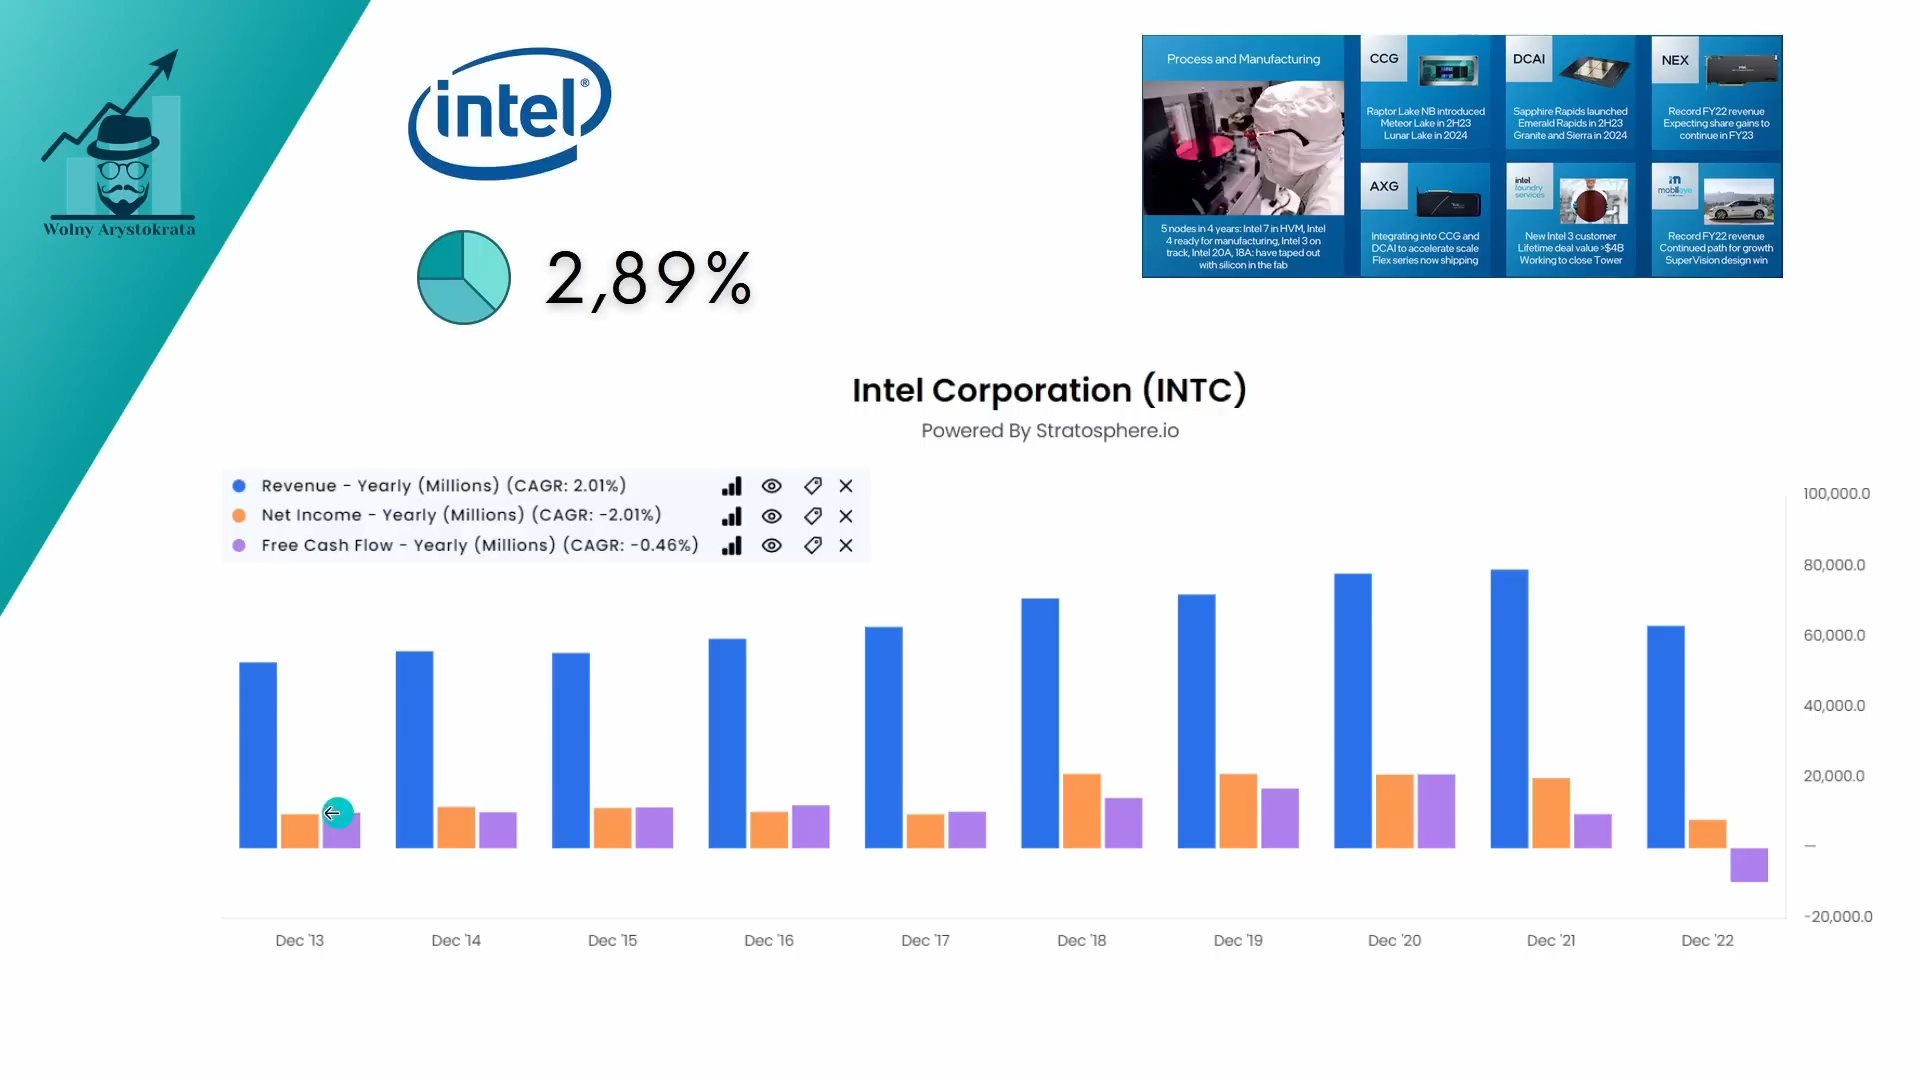 Wolny Arystokrata
intel®
2,89%
Process and Manufacturing
5 nodes in 4 years: Intel 7 in HVM, Intel
4 ready for manufacturing, Intel 3 on
track, Intel 20A, 18A: have taped out
with silicon in the fab
CCG
Raptor Lake NB introduced
Meteor Lake in 2H23
Lunar Lake in 2024
DCAI
Sapphire Rapids launched
Emerald Rapids in 2H23
Granite and Sierra in 2024
NEX
Record FY22 revenue
Expecting share gains to
continue in FY23
AXG
Integrating into CCG and
DCAI to accelerate scale
Flex series now shipping
intel
foundry
services
New Intel 3 customer
Lifetime deal value >$4B
Working to close Tower
mobileye
Record FY22 revenue
Continued path for growth
SuperVision design win
Intel Corporation (INTC)
Powered By Stratosphere.io
Revenue - Yearly (Millions) (CAGR: 2.01%)
Net Income - Yearly (Millions) (CAGR: -2.01%)
Free Cash Flow - Yearly (Millions) (CAGR: -0.46%)
100,000.0
80,000.0
60,000.0
40,000.0
20,000.0
—
-20,000.0
Dec '13 Dec '14 Dec '15 Dec '16 Dec '17 Dec '18 Dec '19 Dec '20 Dec '21 Dec '22